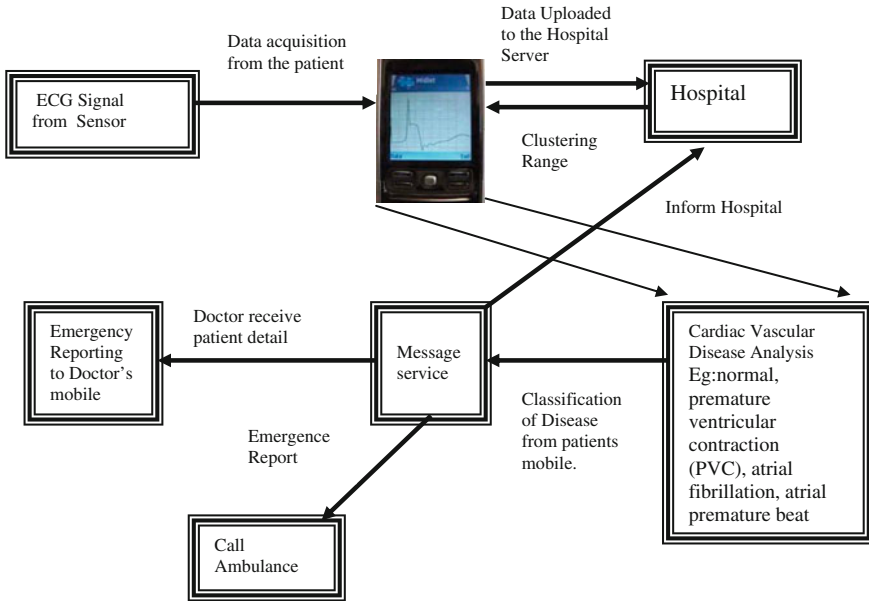 Data acquisition
from the patient
Data Uploaded
to the Hospital
Server
ECG Signal
from Sensor
Hospital
Clustering
Range
Inform Hospital
Doctor receive
patient detail
Emergency
Reporting
to Doctor's
mobile
Message
service
Cardiac Vascular
Disease Analysis
Eg:normal,
premature
ventricular
contraction
(PVC), atrial
fibrillation, atrial
premature beat
Classification
of Disease
from patients
mobile.
Emergence
Report
Call
Ambulance